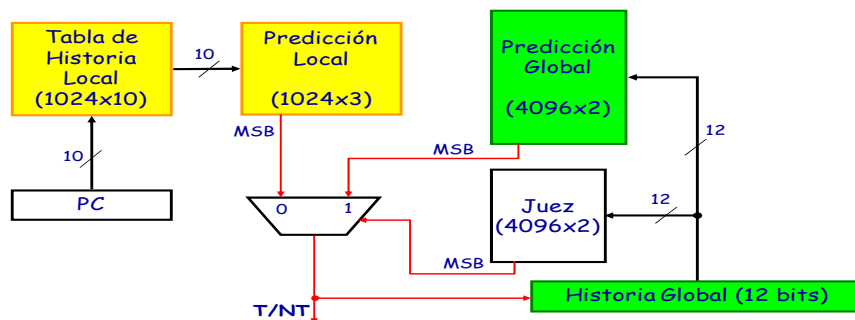 Tabla de
Historia
Local
(1024x10)
10
Predicción
Local
(1024x3)
Predicción
Global
(4096x2)
12
MSB
MSB
10
12
PC
0
1
Juez
(4096x2)
12
MSB
T/NT
Historia Global (12 bits)